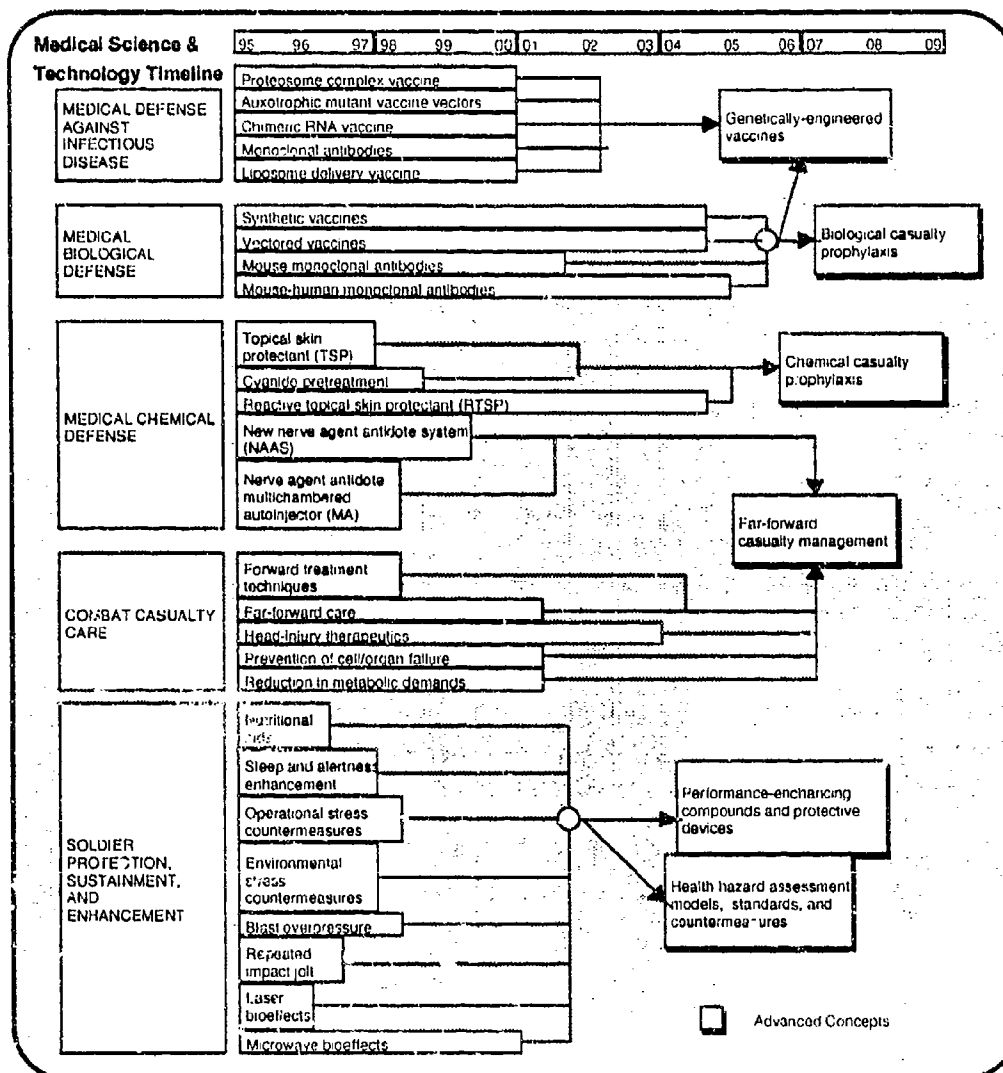 Medical Science &
Technology Timeline
95 96 97 98 99 00 01 02 03 04 05 06 07 08 09
MEDICAL DEFENSE
AGAINST
INFECTIOUS
DISEASE
Proteosome complex vaccine
Auxotrophic mutant vaccine vectors
Chimeric RNA vaccine
Monoclonal antibodies
Liposome delivery vaccine
Genetically-engineered
vaccines
MEDICAL
BIOLOGICAL
DEFENSE
Synthetic vaccines
Vectored vaccines
Mouse monoclonal antibodies
Mouse-human monoclonal antibodies
Biological casualty
prophylaxis
MEDICAL CHEMICAL
DEFENSE
Topical skin
protectant (TSP)
Cyanide pretreatment
Reactive topical skin protectant (RTSP)
New nerve agent antidote system
(NAAS)
Nerve agent antidote
multichambered
autoinjector (MA)
Chemical casualty
prophylaxis
Far-forward
casualty management
COMBAT CASUALTY
CARE
Forward treatment
techniques
Far-forward care
Head-injury therapeutics
Prevention of cell/organ failure
Reduction in metabolic demands
SOLDIER
PROTECTION,
SUSTAINMENT,
AND
ENHANCEMENT
Nutritional
aids
Sleep and alertness
enhancement
Operational stress
countermeasures
Environmental
stress
countermeasures
Blast overpressure
Repeated
impact jolt
Laser
bioeffects
Microwave bioeffects
Performance-enchancing
compounds and protective
devices
Health hazard assessment
models, standards, and
countermeasures
Advanced Concepts